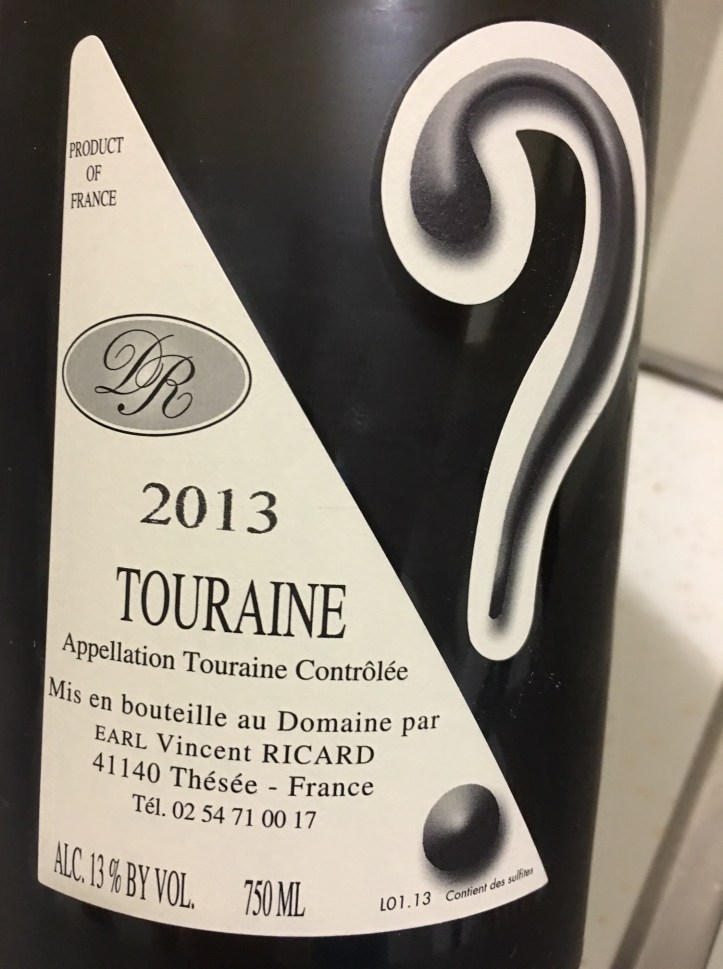 PRODUCT
OF
FRANCE
DR
2013
TOURAINE
Appellation Touraine Contrôlée
Mis en bouteille au Domaine par
EARL Vincent RICARD
41140 Thésée - France
Tél. 02 54 71 00 17
ALC. 13 % BY VOL. 750 ML
LO1.13 Contient des sulfites
?